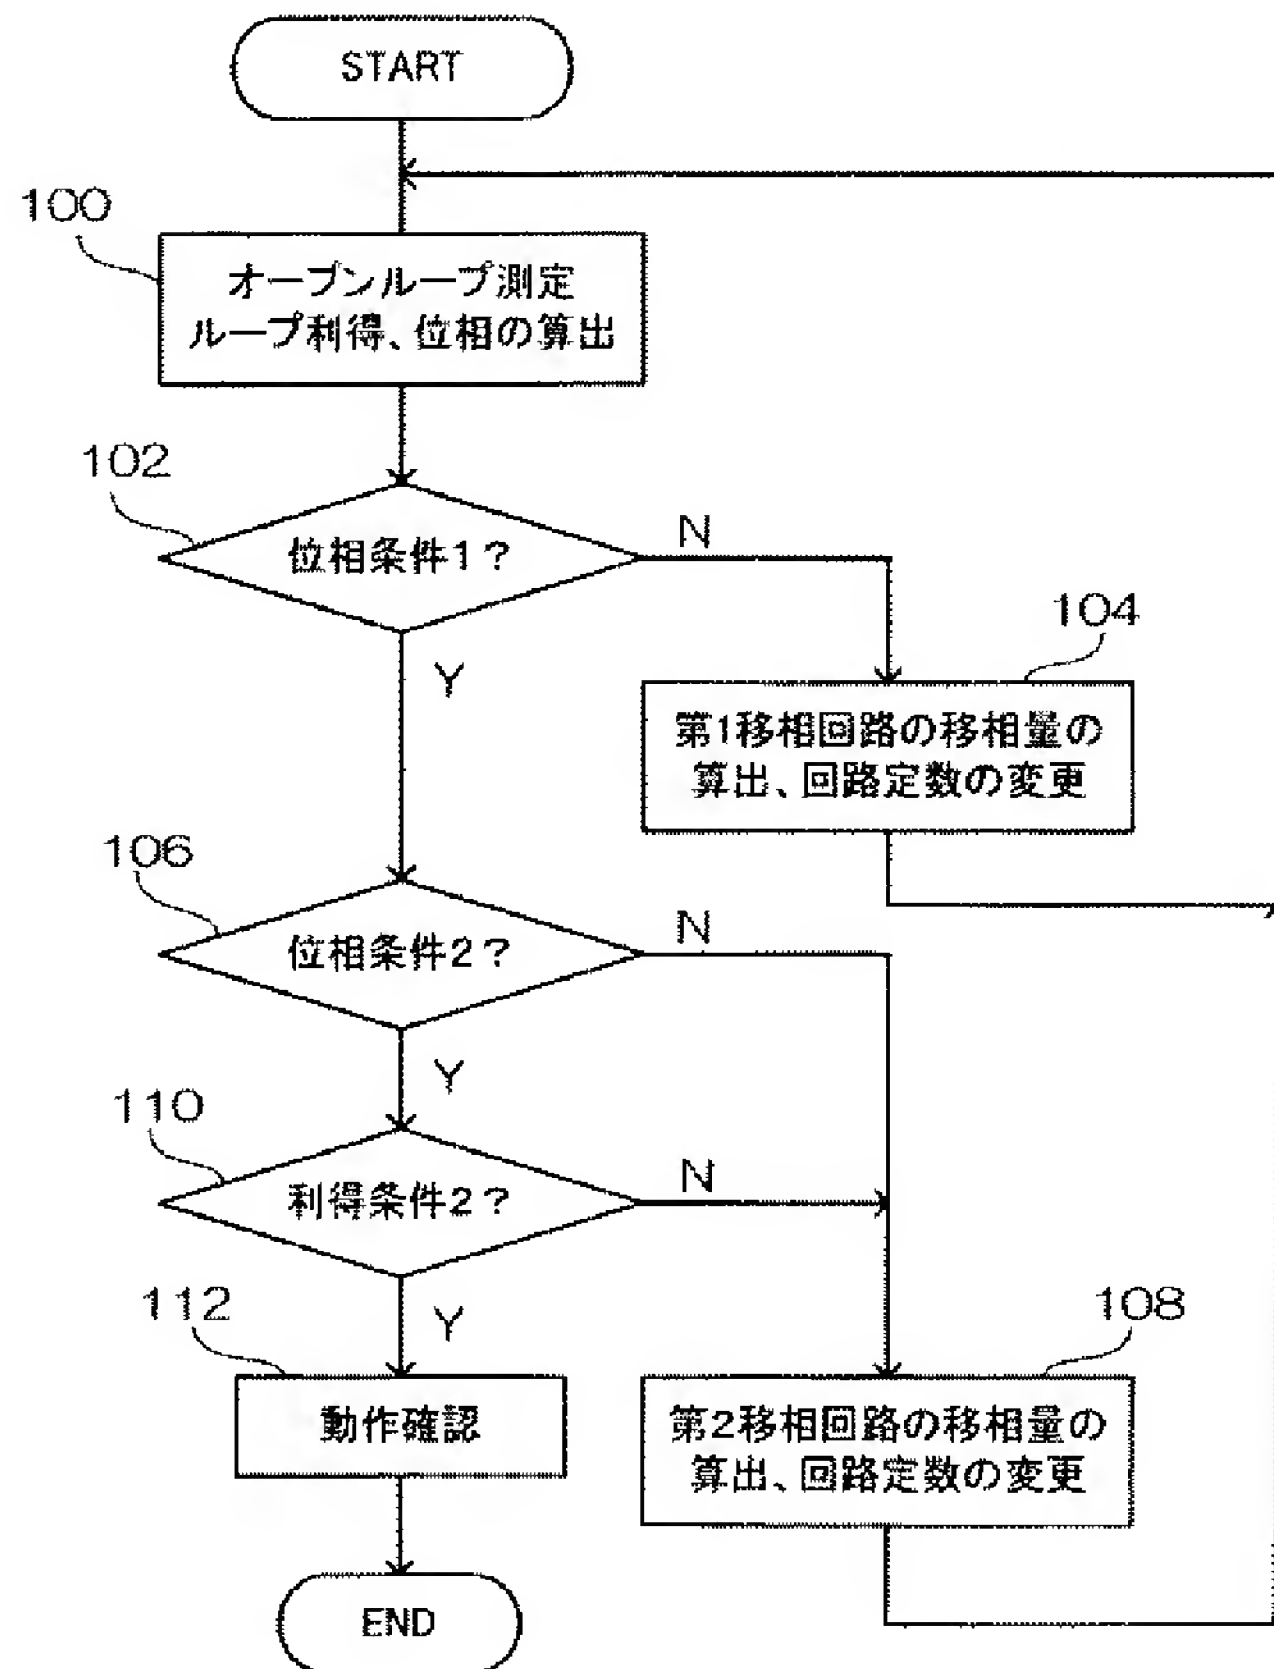 START
100
オープンループ測定
ループ利得、位相の算出
102
位相条件1?
N
Y
104
第1移相回路の移相量の
算出、回路定数の変更
106
位相条件2?
N
Y
110
利得条件2?
N
Y
112
動作確認
108
第2移相回路の移相量の
算出、回路定数の変更
END